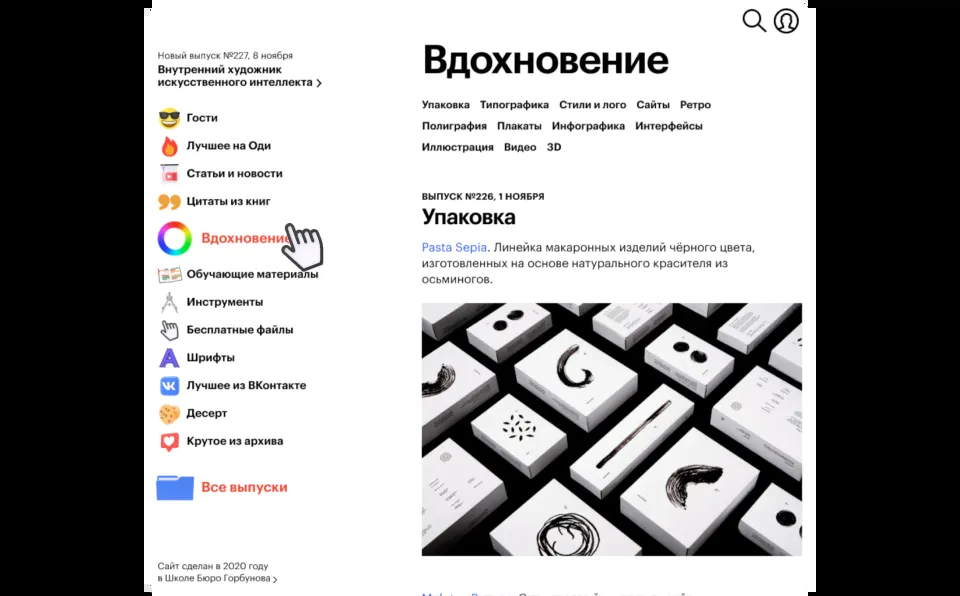 Новый выпуск №227, 8 ноября
Внутренний художник
искусственного интеллекта
Гости
Лучшее на Оди
Статьи и новости
Цитаты из книг
Вдохновение
Обучающие материалы
Инструменты
Бесплатные файлы
Шрифты
Лучшее из ВКонтакте
Десерт
Крутое из архива
Все выпуски
Сайт сделан в 2020 году
в Школе Бюро Горбунова
Вдохновение
Упаковка Типографика Стили и лого Сайты Ретро
Полиграфия Плакаты Инфографика Интерфейсы
Иллюстрация Видео 3D
ВЫПУСК №226, 1 НОЯБРЯ
Упаковка
Pasta Sepia. Линейка макаронных изделий чёрного цвета,
изготовленных на основе натурального красителя из
осьминогов.